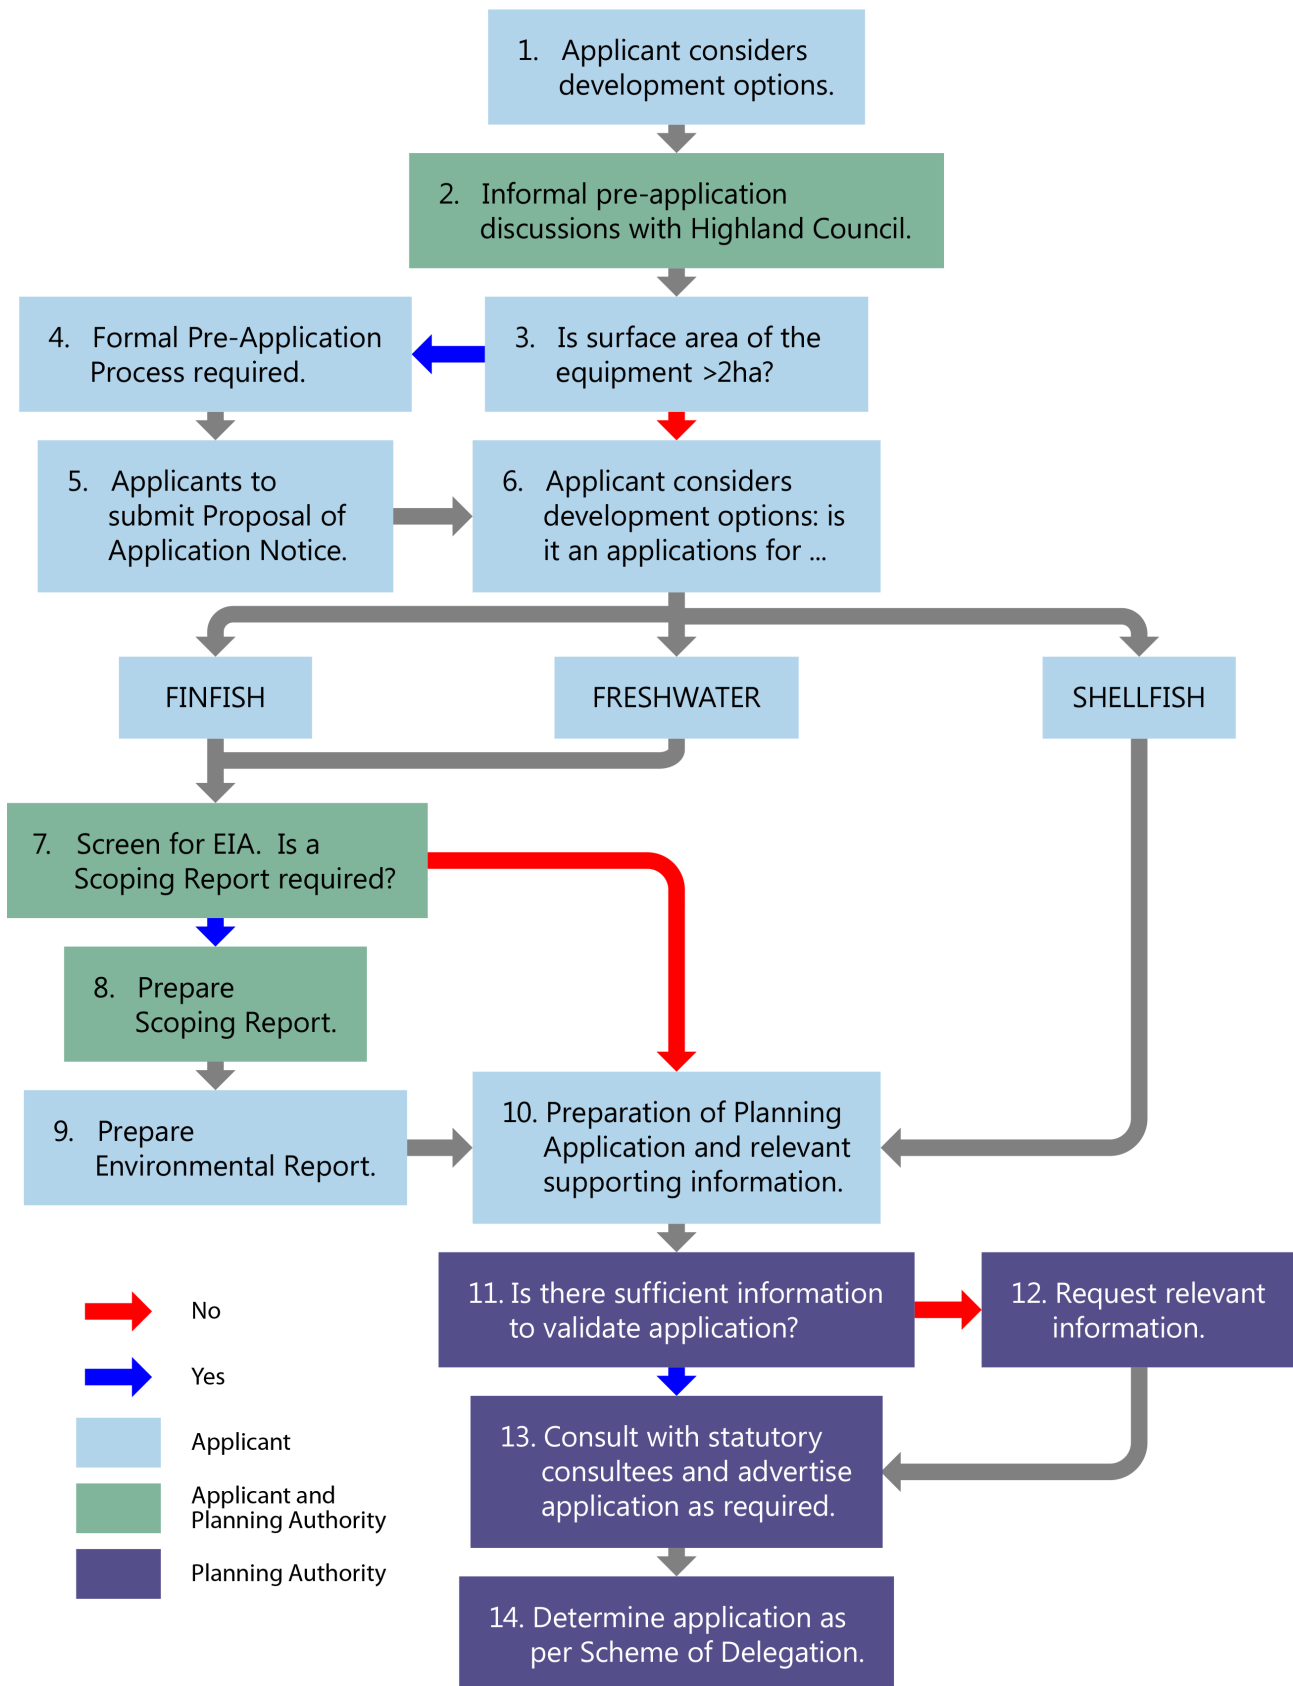 1. Applicant considers
development options.
2. Informal pre-application
discussions with Highland Council.
4. Formal Pre-Application
Process required.
3. Is surface area of the
equipment >2ha?
5. Applicants to
submit Proposal of
Application Notice.
6. Applicant considers
development options: is
it an applications for ...
FINFISH
FRESHWATER
SHELLFISH
7. Screen for EIA. Is a
Scoping Report required?
8. Prepare
Scoping Report.
9. Prepare
Environmental Report.
10. Preparation of Planning
Application and relevant
supporting information.
11. Is there sufficient information
to validate application?
12. Request relevant
information.
13. Consult with statutory
consultees and advertise
application as required.
14. Determine application as
per Scheme of Delegation.
No
Yes
Applicant
Applicant and
Planning Authority
Planning Authority